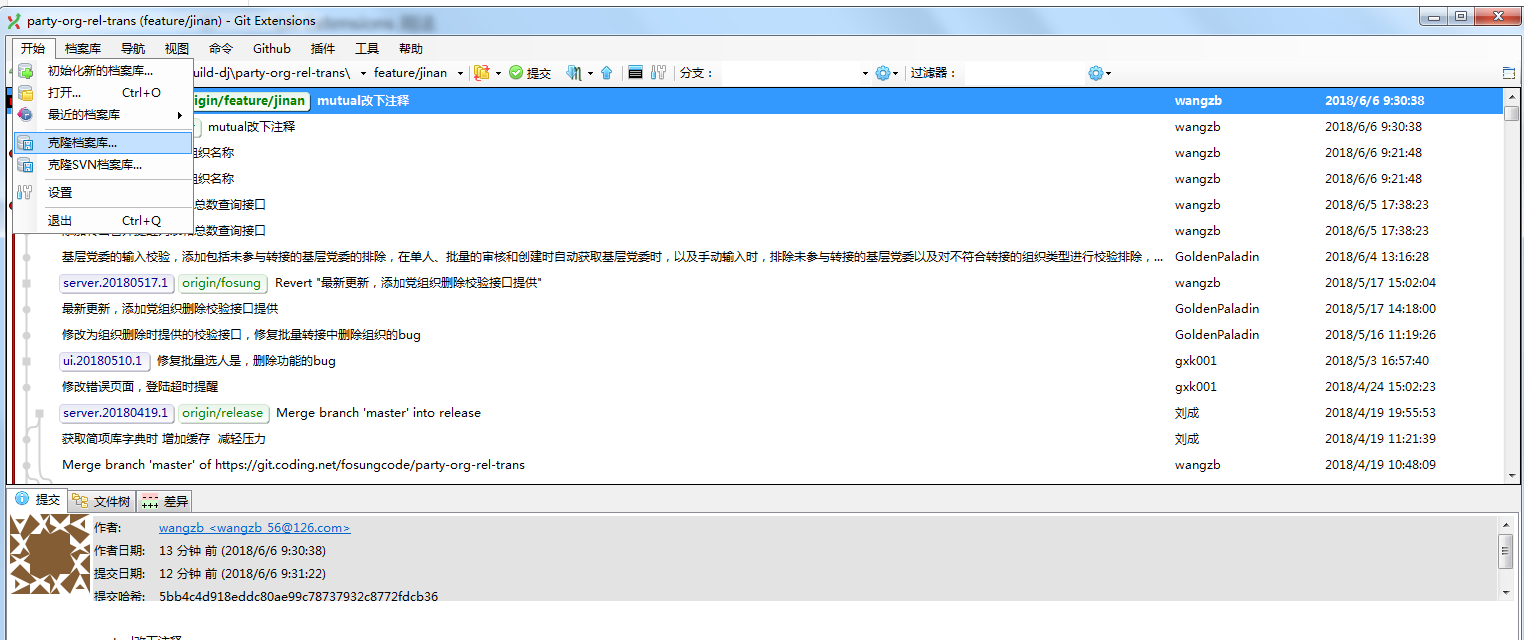 party-org-rel-trans (feature/jinan) - Git Extensions
开始 档案库 导航 视图 命令 Github 插件 工具 帮助
uild-dj\party-org-rel-trans\ feature/jinan 提交 分支： 过滤器：
初始化新的档案库...
打开... Ctrl+O
最近的档案库
克隆档案库...
克隆SVN档案库...
设置
退出 Ctrl+Q
igin/feature/jinan mutual改下注释 wangzb 2018/6/6 9:30:38
mutual改下注释 wangzb 2018/6/6 9:30:38
组织名称 wangzb 2018/6/6 9:21:48
组织名称 wangzb 2018/6/6 9:21:48
总数查询接口 wangzb 2018/6/5 17:38:23
总数查询接口 wangzb 2018/6/5 17:38:23
基层党委的输入校验，添加包括未参与转接的基层党委的排除，在单人、批量的审核和创建时自动获取基层党委时，以及手动输入时，排除未参与转接的基层党委以及对不符合转接的组织类型进行校验排除，... GoldenPaladin 2018/6/4 13:16:28
server.20180517.1 origin/fosung Revert "最新更新，添加党组织删除校验接口提供" wangzb 2018/5/17 15:02:04
最新更新，添加党组织删除校验接口提供 GoldenPaladin 2018/5/17 14:18:00
修改为组织删除时提供的校验接口，修复批量转接中删除组织的bug GoldenPaladin 2018/5/16 11:19:26
ui.20180510.1 修复批量选人是，删除功能的bug gxk001 2018/5/3 16:57:40
修改错误页面，登陆超时提醒 gxk001 2018/4/24 15:02:23
server.20180419.1 origin/release Merge branch 'master' into release 刘成 2018/4/19 19:55:53
获取简项库字典时 增加缓存 减轻压力 刘成 2018/4/19 11:21:39
Merge branch 'master' of https://git.coding.net/fosungcode/party-org-rel-trans wangzb 2018/4/19 10:48:09
提交 文件树 差异
作者: wangzb <wangzb_56@126.com>
作者日期: 13 分钟 前 (2018/6/6 9:30:38)
提交日期: 12 分钟 前 (2018/6/6 9:31:22)
提交哈希: 5bb4c4d918eddc80ae99c78737932c8772fdcb36